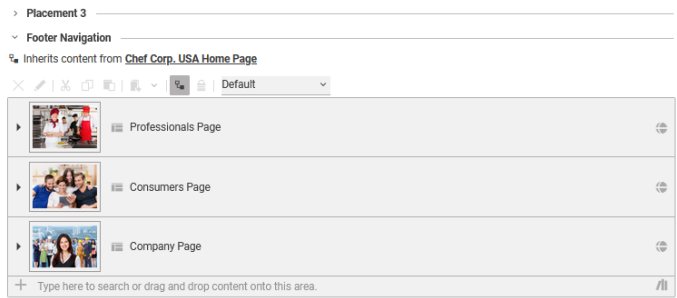 Placement 3
Footer Navigation
Inherits content from Chef Corp. USA Home Page
Default
Professionals Page
Consumers Page
Company Page
Type here to search or drag and drop content onto this area.